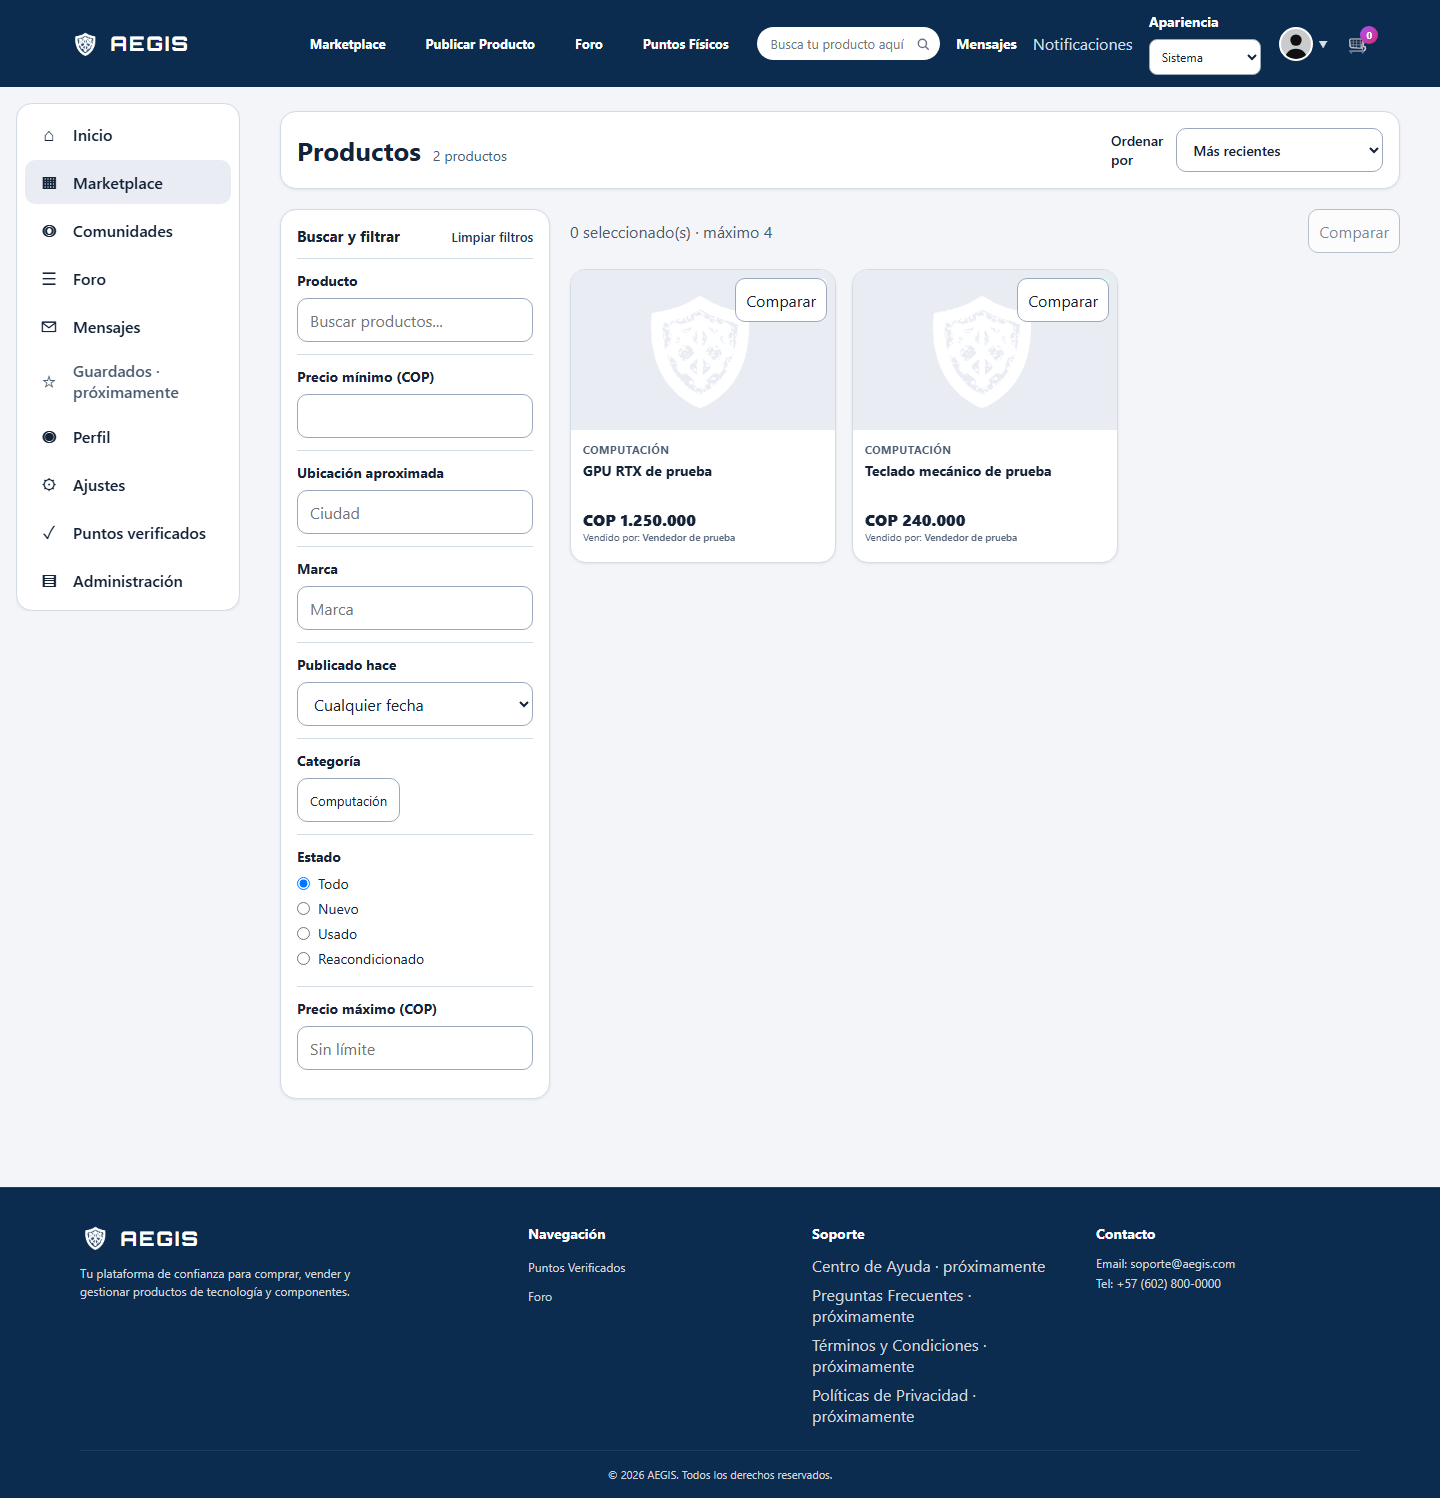 AEGIS
Marketplace
Publicar Producto
Foro
Puntos Físicos
Busca tu producto aquí
Mensajes
Notificaciones
Apariencia
Sistema
0
Inicio
Marketplace
Comunidades
Foro
Mensajes
Guardados ·
próximamente
Perfil
Ajustes
Puntos verificados
Administración
Productos
2 productos
Ordenar
por
Más recientes
Buscar y filtrar
Limpiar filtros
Producto
Buscar productos...
Precio mínimo (COP)
Ubicación aproximada
Ciudad
Marca
Marca
Publicado hace
Cualquier fecha
Categoría
Computación
Estado
Todo
Nuevo
Usado
Reacondicionado
Precio máximo (COP)
Sin límite
0 seleccionado(s) · máximo 4
Comparar
Comparar
COMPUTACIÓN
GPU RTX de prueba
COP 1.250.000
Vendido por: Vendedor de prueba
Comparar
COMPUTACIÓN
Teclado mecánico de prueba
COP 240.000
Vendido por: Vendedor de prueba
AEGIS
Tu plataforma de confianza para comprar, vender y
gestionar productos de tecnología y componentes.
Navegación
Puntos Verificados
Foro
Soporte
Centro de Ayuda · próximamente
Preguntas Frecuentes ·
próximamente
Términos y Condiciones ·
próximamente
Políticas de Privacidad ·
próximamente
Contacto
Email: soporte@aegis.com
Tel: +57 (602) 800-0000
© 2026 AEGIS. Todos los derechos reservados.